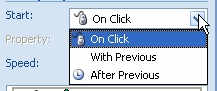 Start: On Click
Property: On Click
With Previous
Speed: After Previous